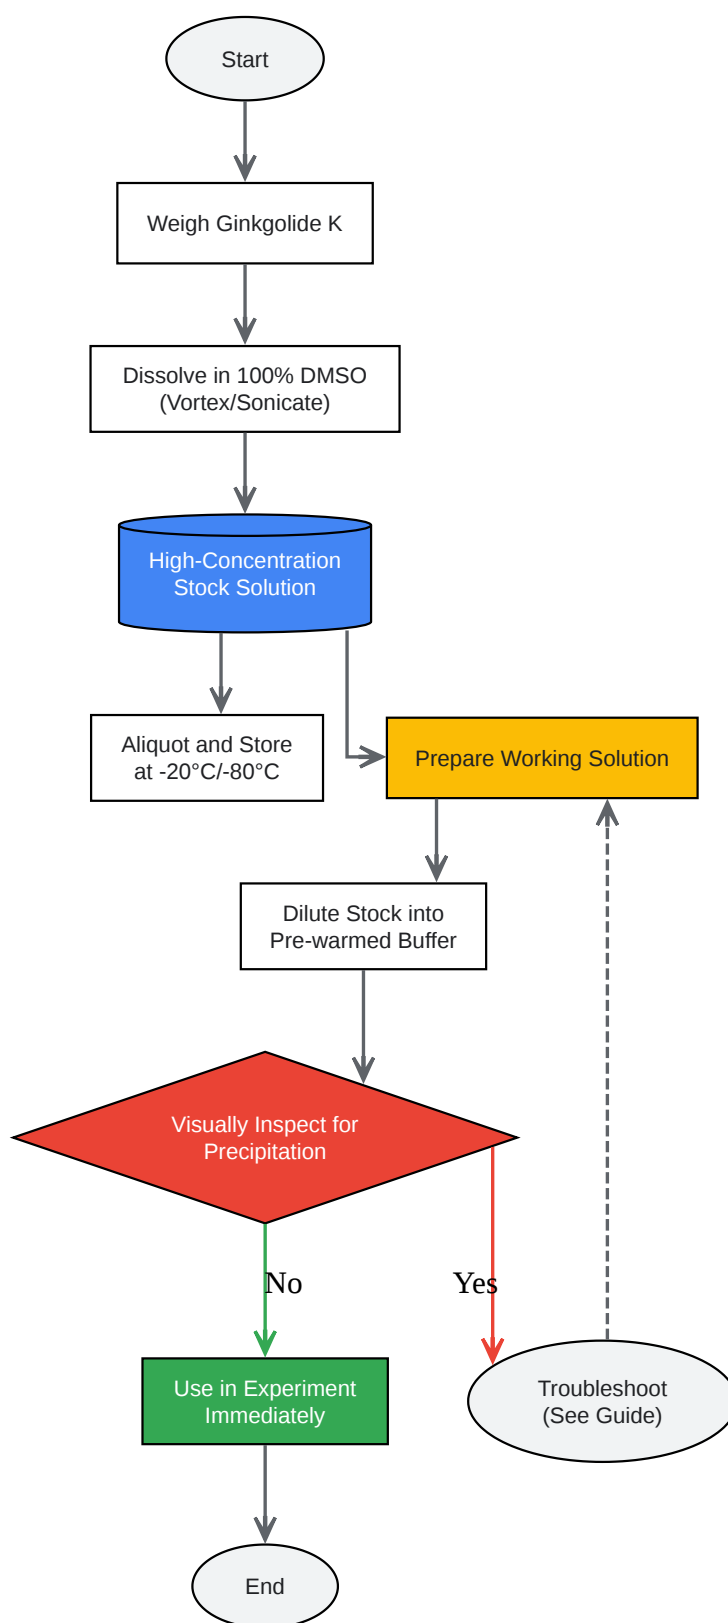 Start
Weigh Ginkgolide K
Dissolve in 100% DMSO
(Vortex/Sonicate)
High-Concentration
Stock Solution
Aliquot and Store
at -20°C/-80°C
Prepare Working Solution
Dilute Stock into
Pre-warmed Buffer
Visually Inspect for
Precipitation
No
Yes
Use in Experiment
Immediately
Troubleshoot
(See Guide)
End